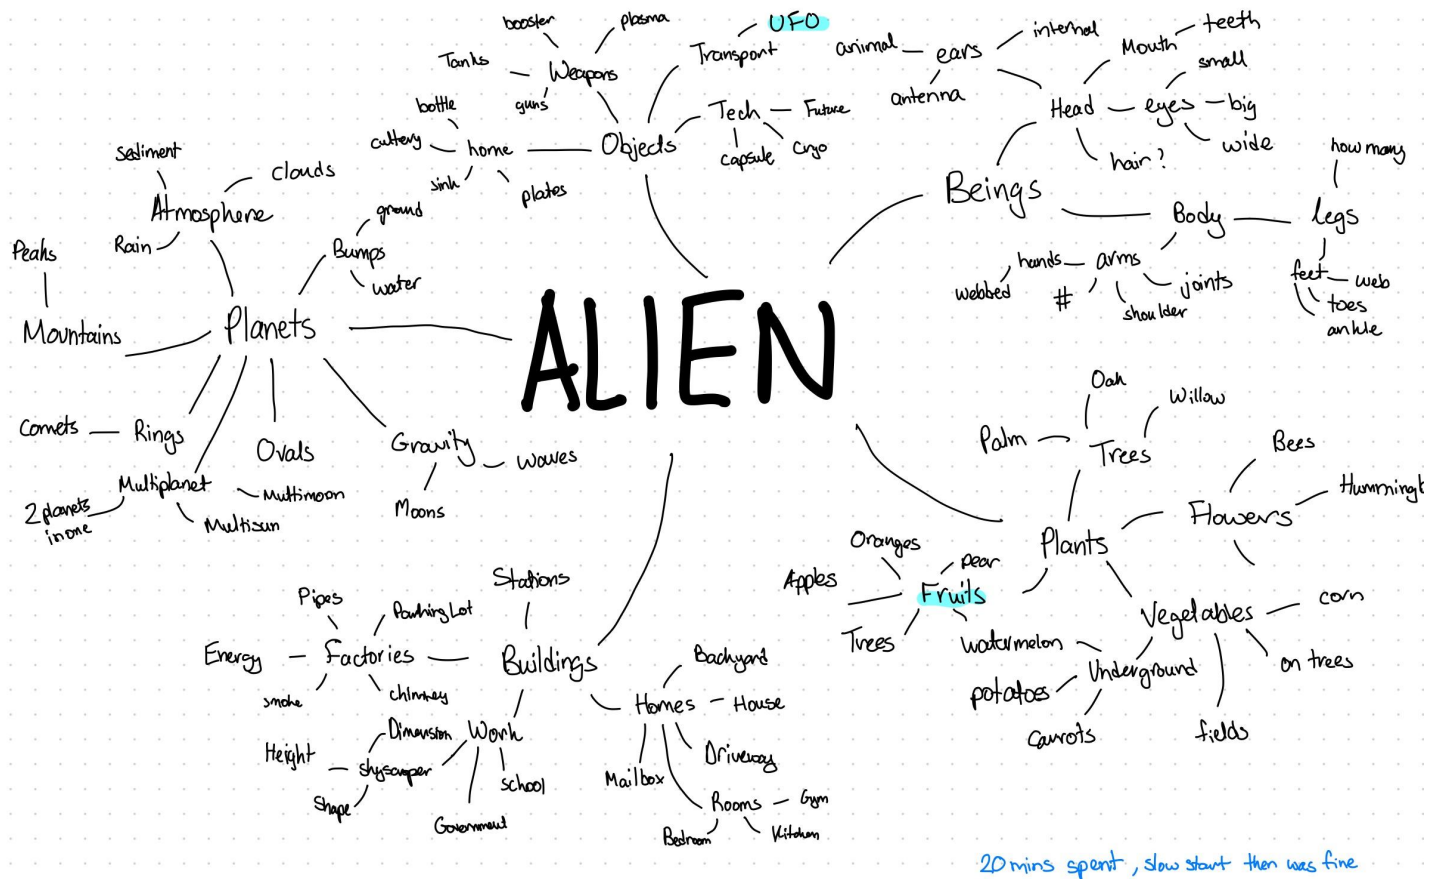 ALIEN
Objects
Weapons
booster
plasma
Tanks
guns
Transport
UFO
Tech
Future
capsule
Cryo
home
bottle
cultery
sink
plates
Beings
Head
ears
animal
internal
antenna
Mouth
teeth
eyes
small
big
wide
hair?
Body
legs
how many
feet
web
toes
ankle
arms
hands
webbed
#
shoulder
joints
Planets
Atmosphere
Sediment
clouds
Rain
Bumps
ground
water
Mountains
Peaks
Rings
Comets
Multiplanet
2 planets
in one
Multimoon
Multisun
Ovals
Gravity
Waves
Moons
Plants
Trees
Oak
Willow
Palm
Flowers
Bees
Hummingb
Fruits
Oranges
pear
Apples
Trees
watermelon
Vegetables
corn
on trees
fields
Underground
potatoes
carrots
Buildings
Stations
Factories
Pipes
Parking Lot
Energy
smoke
chimney
Work
skyscraper
Dimension
Height
Shape
School
Government
Homes
Backyard
House
Driveway
Mailbox
Rooms
Gym
Kitchen
Bedroom
20 mins spent, slow start then was fine